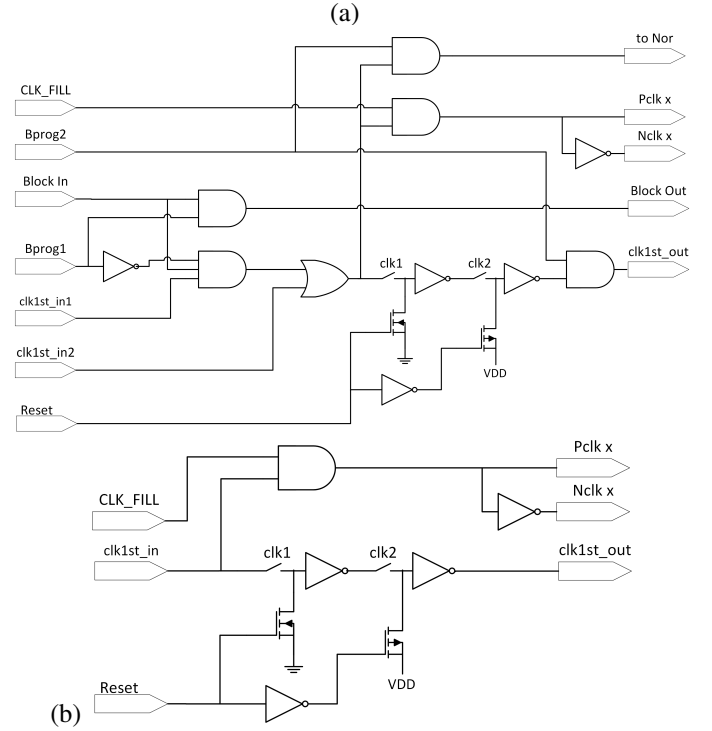 (a)
to Nor
CLK_FILL
Pclk x
Bprog2
Nclk x
Block In
Block Out
Bprog1
clk1 clk2
clk1st_out
clk1st_in1
clk1st_in2
VDD
Reset
Pclk x
CLK_FILL
Nclk x
clk1st_in
clk1 clk2
clk1st_out
VDD
Reset
(b)